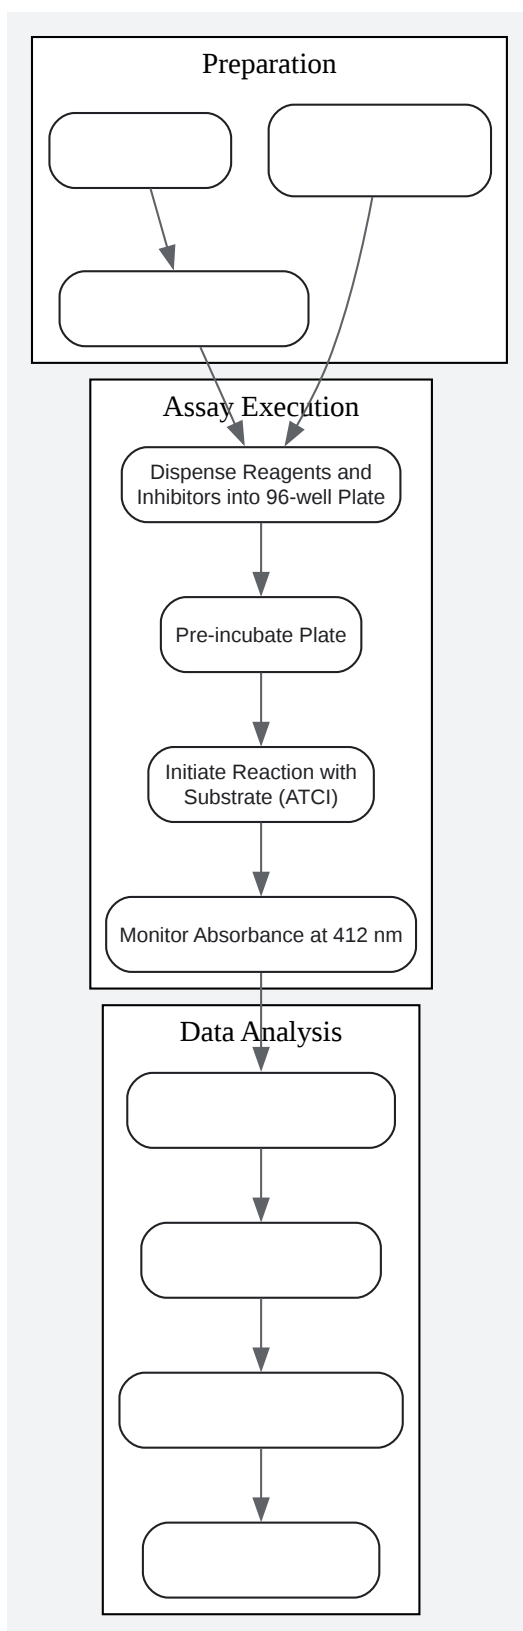 Preparation
Assay Execution
Dispense Reagents and
Inhibitors into 96-well Plate
Pre-incubate Plate
Initiate Reaction with
Substrate (ATCI)
Monitor Absorbance at 412 nm
Data Analysis